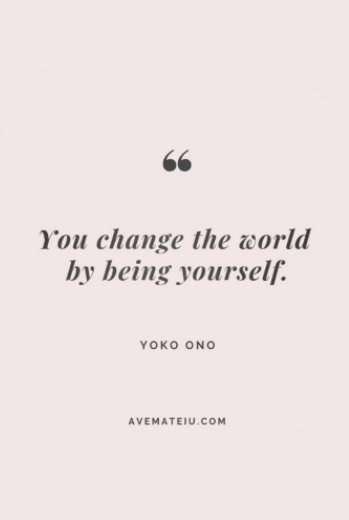 ❝
You change the world
by being yourself.
YOKO ONO
AVEMATEIU.COM